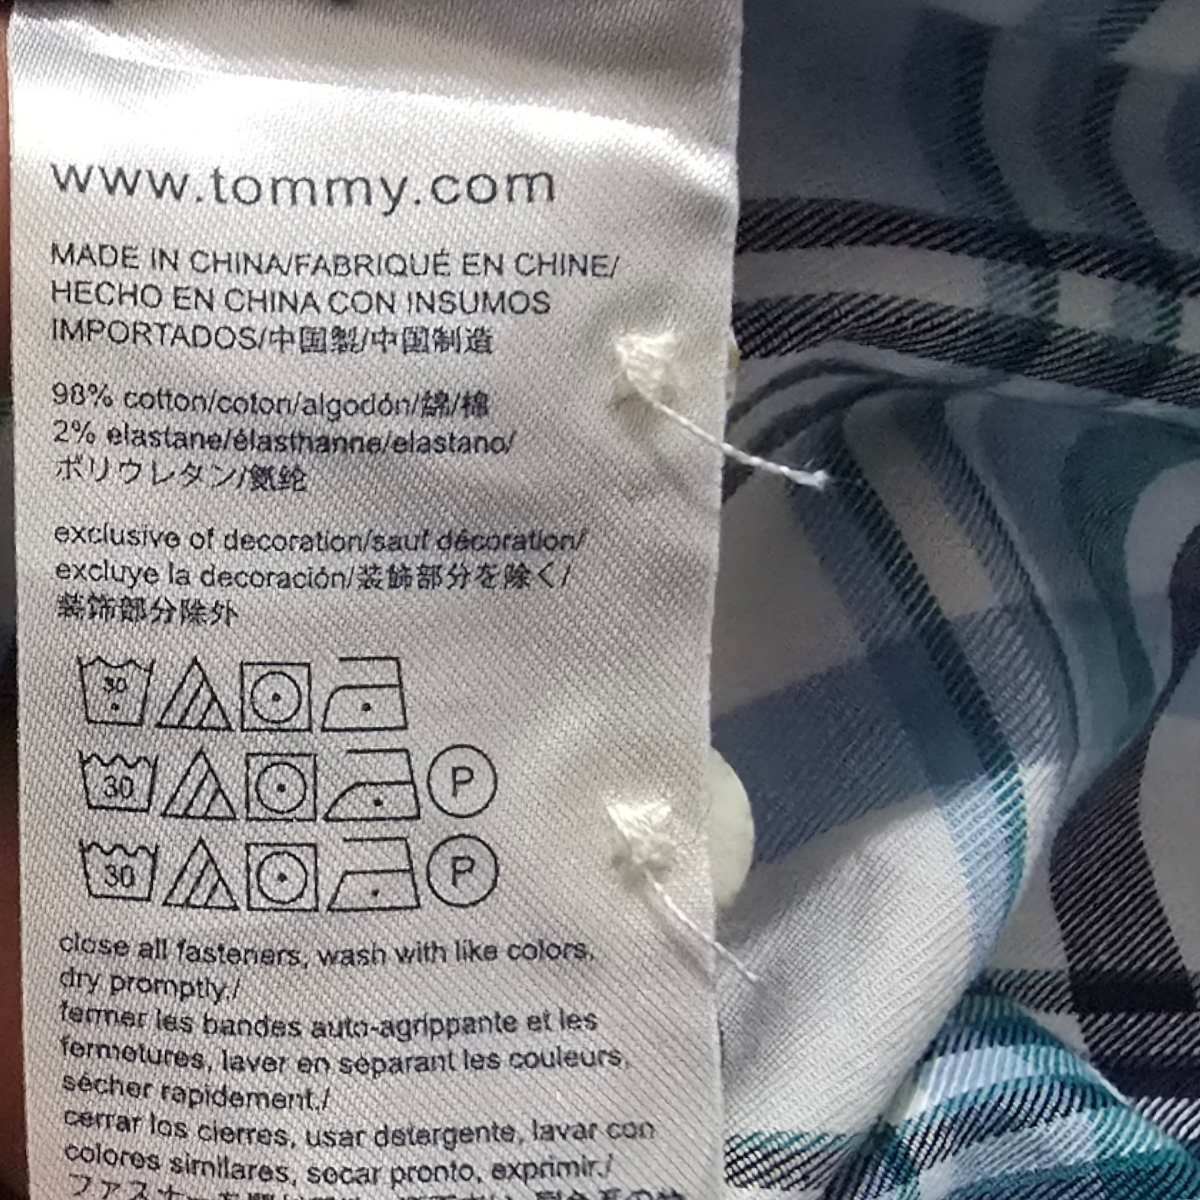 www.tommy.com
MADE IN CHINA/FABRIQUÉ EN CHINE/
HECHO EN CHINA CON INSUMOS
IMPORTADOS/中国製/中国制造
98% cotton/coton/algodón/綿/棉
2% elastane/élasthanne/elastano/
ポリウレタン/氨纶
exclusive of decoration/sauf décoration/
excluye la decoración/装飾部分を除く/
装饰部分除外
30
30 P
30 P
close all fasteners, wash with like colors,
dry promptly./
fermer les bandes auto-agrippante et les
fermetures, laver en séparant les couleurs,
sécher rapidement./
cerrar los cierres, usar detergente, lavar con
colores similares, secar pronto, exprimir./